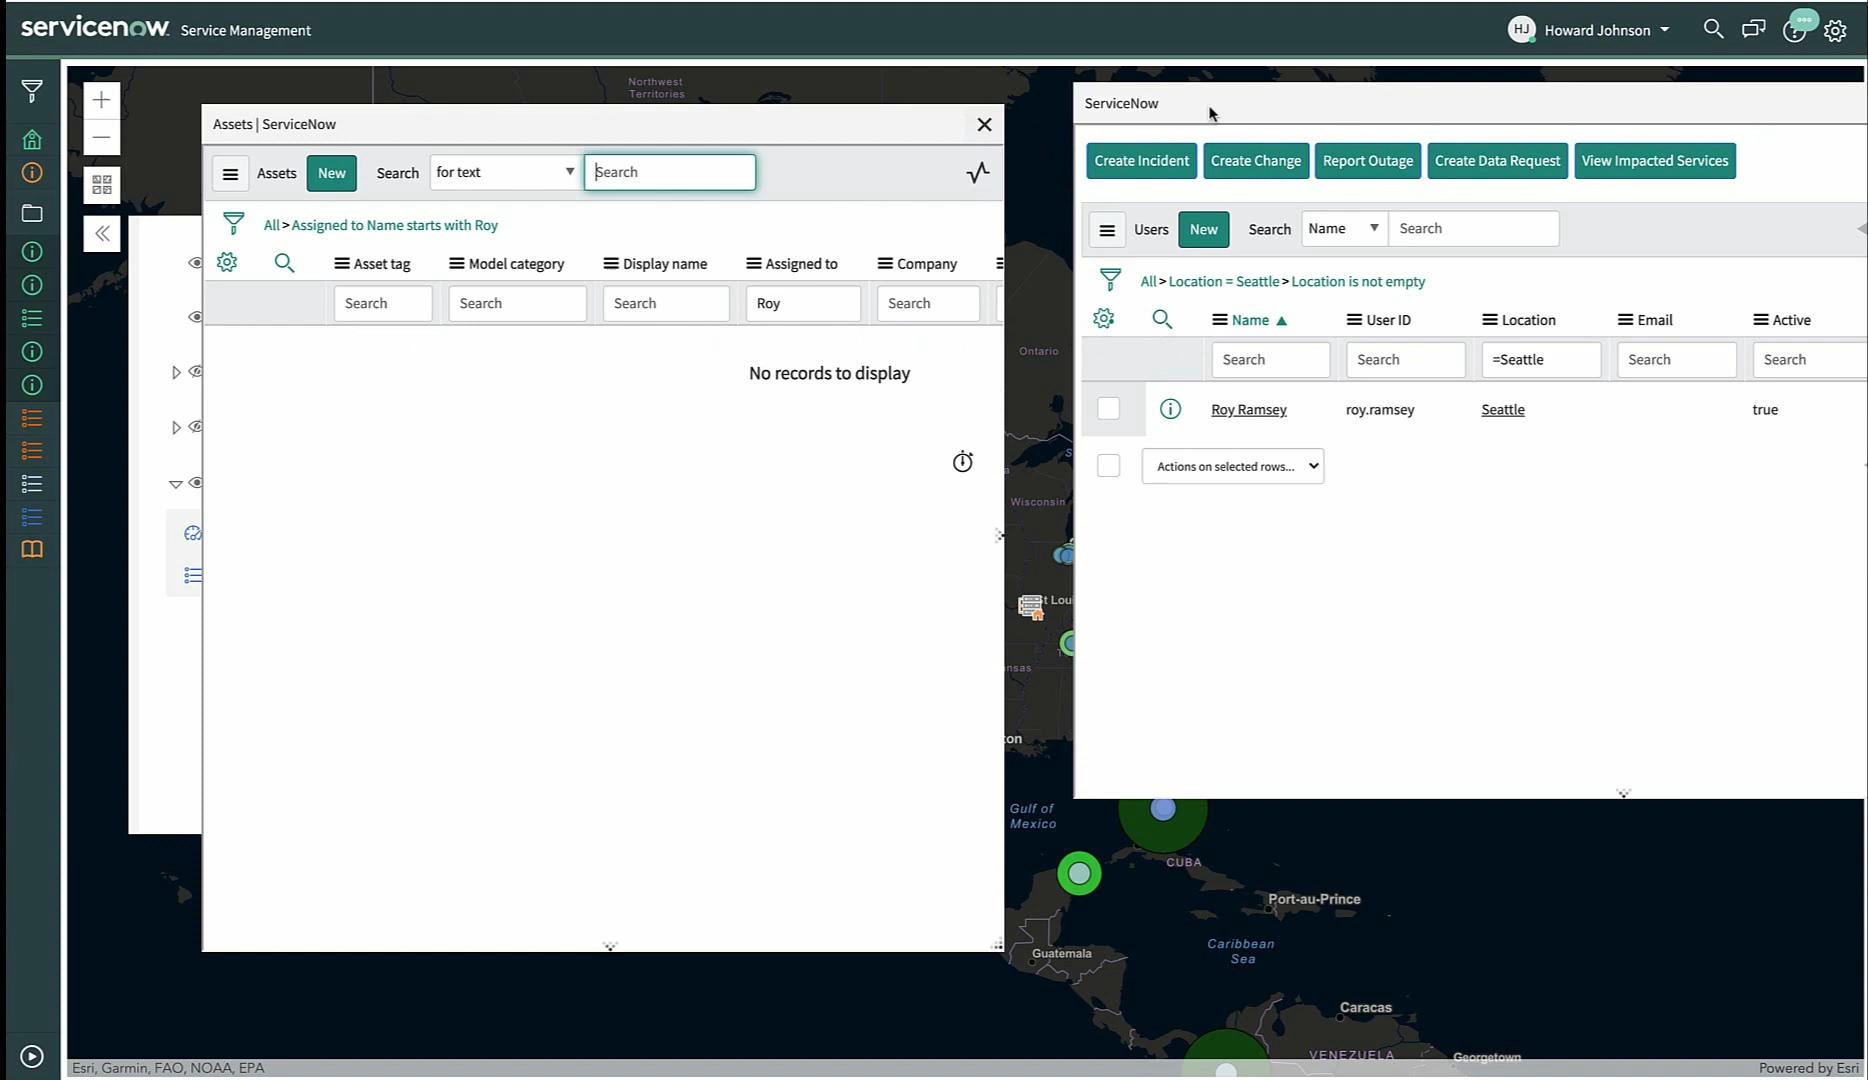 servicenow. Service Management
HJ Howard Johnson
Northwest
Territories
Assets | ServiceNow
Assets New Search for text Search
All > Assigned to Name starts with Roy
Asset tag Model category Display name Assigned to Company
Search Search Search Roy Search
No records to display
ServiceNow
Create Incident Create Change Report Outage Create Data Request View Impacted Services
Users New Search Name Search
All > Location = Seattle > Location is not empty
Name User ID Location Email Active
Search Search =Seattle Search Search
Roy Ramsey roy.ramsey Seattle true
Actions on selected rows...
Ontario
Wisconsin
St Loui
nsas
ton
Gulf of
Mexico
CUBA
Port-au-Prince
Caribbean
Sea
Guatemala
Caracas
VENEZUELA
Georgetown
Esri, Garmin, FAO, NOAA, EPA
Powered by Esri